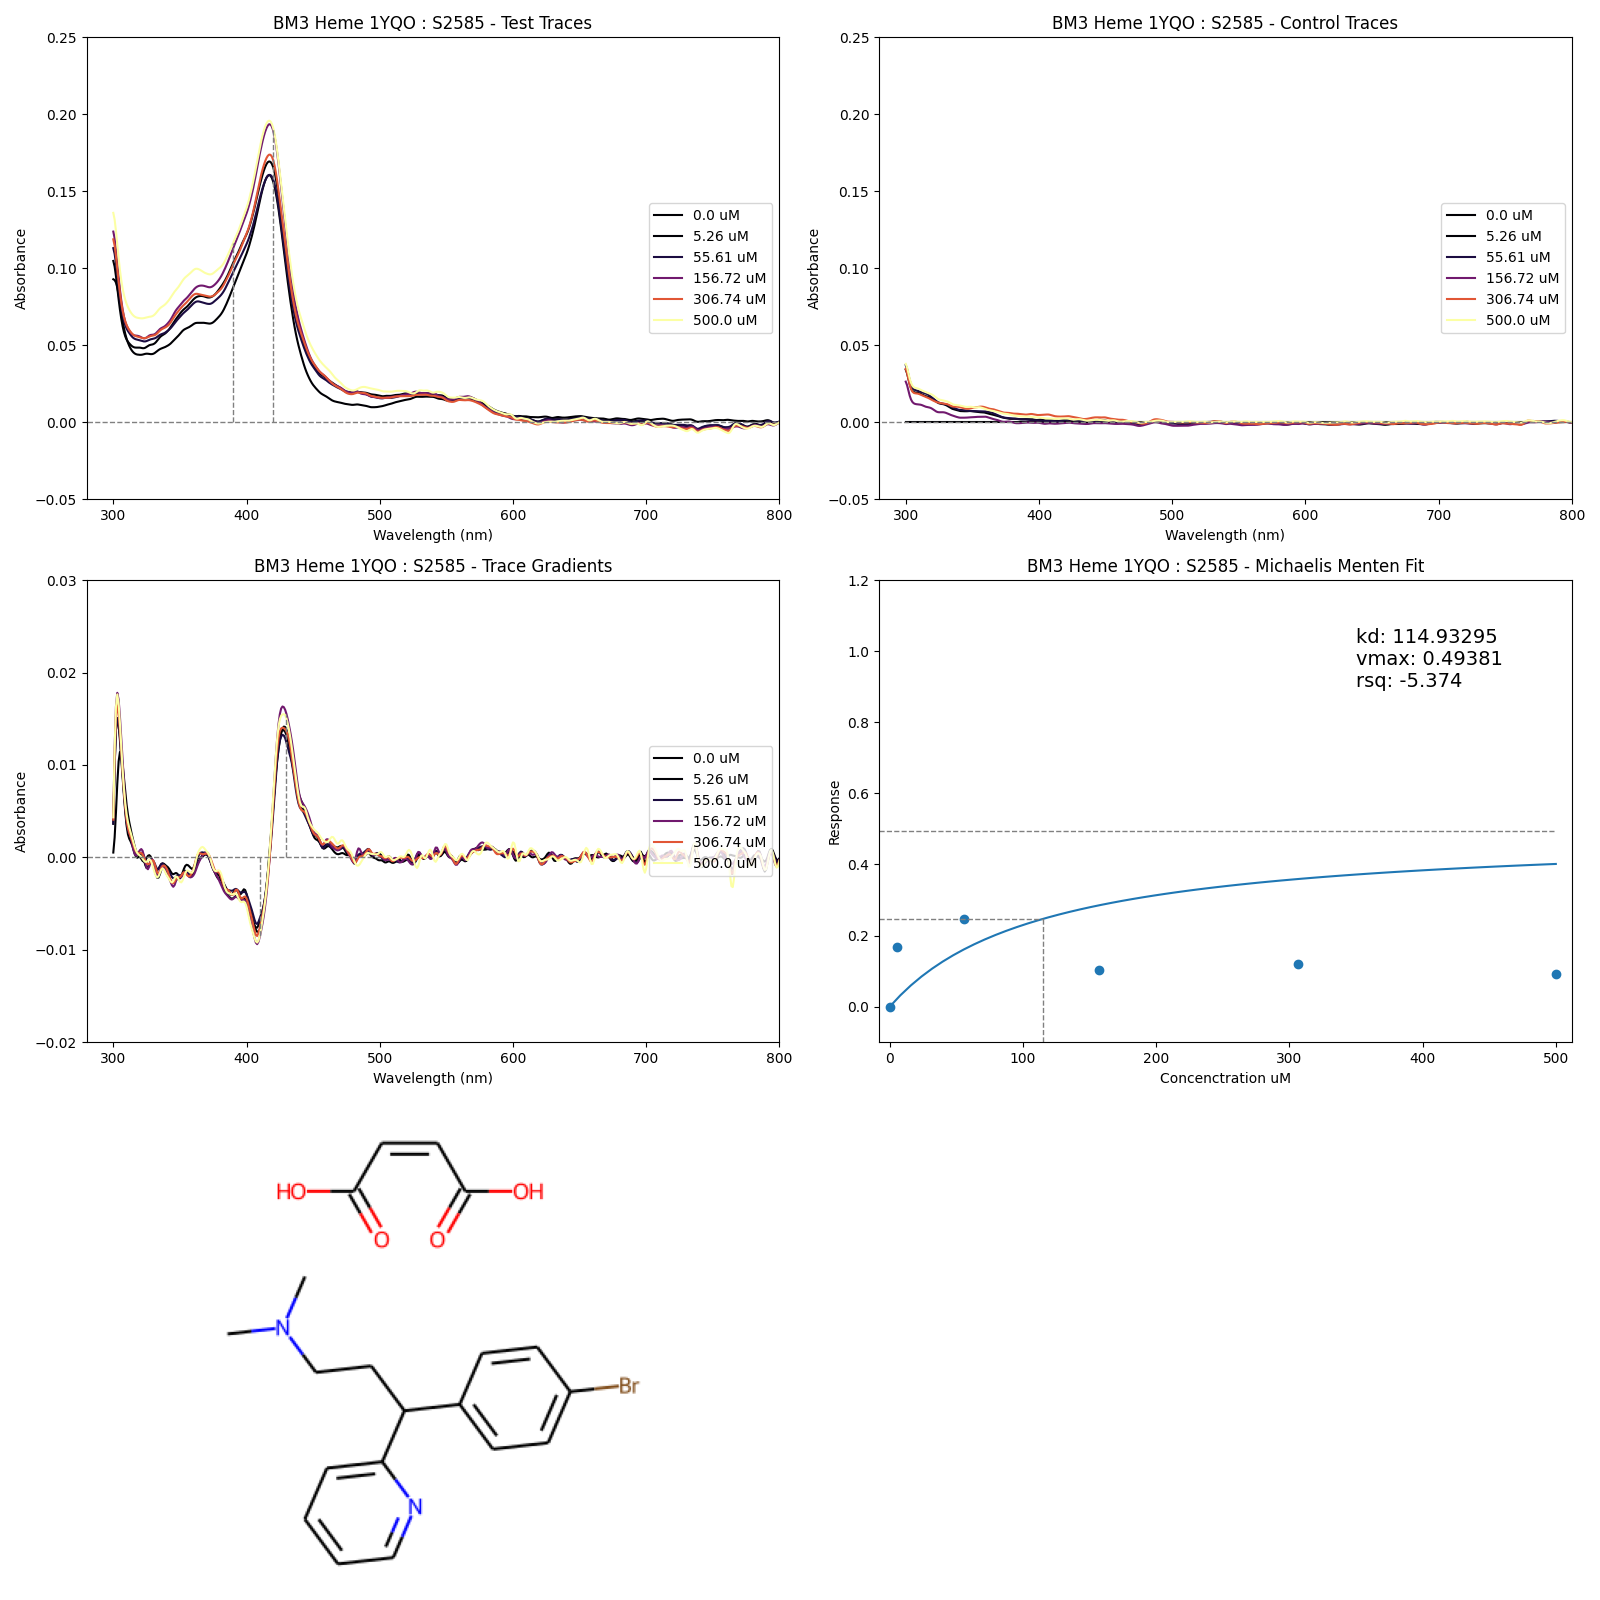 BM3 Heme 1YQO : S2585 - Test Traces
0.25
0.20
0.15
0.10
0.05
0.00
−0.05
Absorbance
300 400 500 600 700 800
Wavelength (nm)
0.0 uM
5.26 uM
55.61 uM
156.72 uM
306.74 uM
500.0 uM
BM3 Heme 1YQO : S2585 - Control Traces
0.25
0.20
0.15
0.10
0.05
0.00
−0.05
Absorbance
300 400 500 600 700 800
Wavelength (nm)
0.0 uM
5.26 uM
55.61 uM
156.72 uM
306.74 uM
500.0 uM
BM3 Heme 1YQO : S2585 - Trace Gradients
0.03
0.02
0.01
0.00
−0.01
−0.02
Absorbance
300 400 500 600 700 800
Wavelength (nm)
0.0 uM
5.26 uM
55.61 uM
156.72 uM
306.74 uM
500.0 uM
BM3 Heme 1YQO : S2585 - Michaelis Menten Fit
1.2
1.0
0.8
0.6
0.4
0.2
0.0
Response
0 100 200 300 400 500
Concenctration uM
kd: 114.93295
vmax: 0.49381
rsq: -5.374
HO OH
O O
N
Br
N